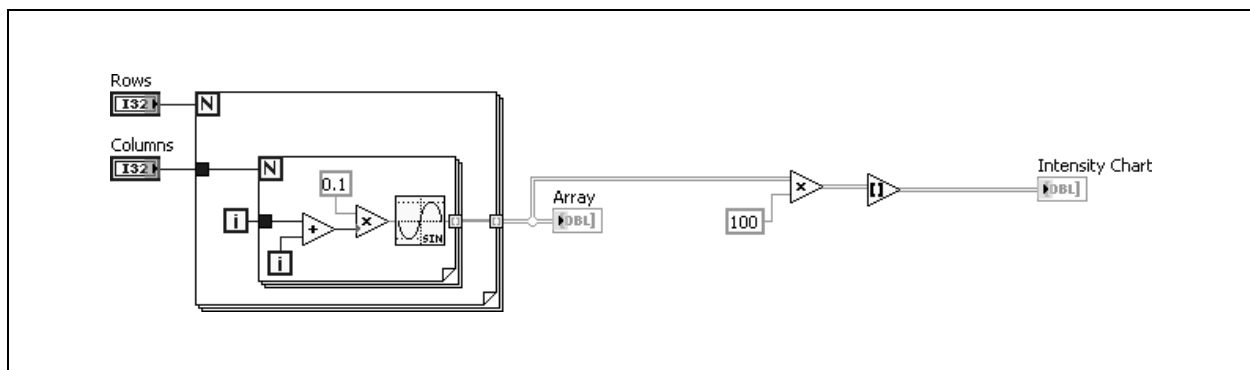 Rows
I32
N
Columns
I32
N
0.1
i
+
x
SIN
i
Array
DBL]
x
100
[ ]
Intensity Chart
DBL]